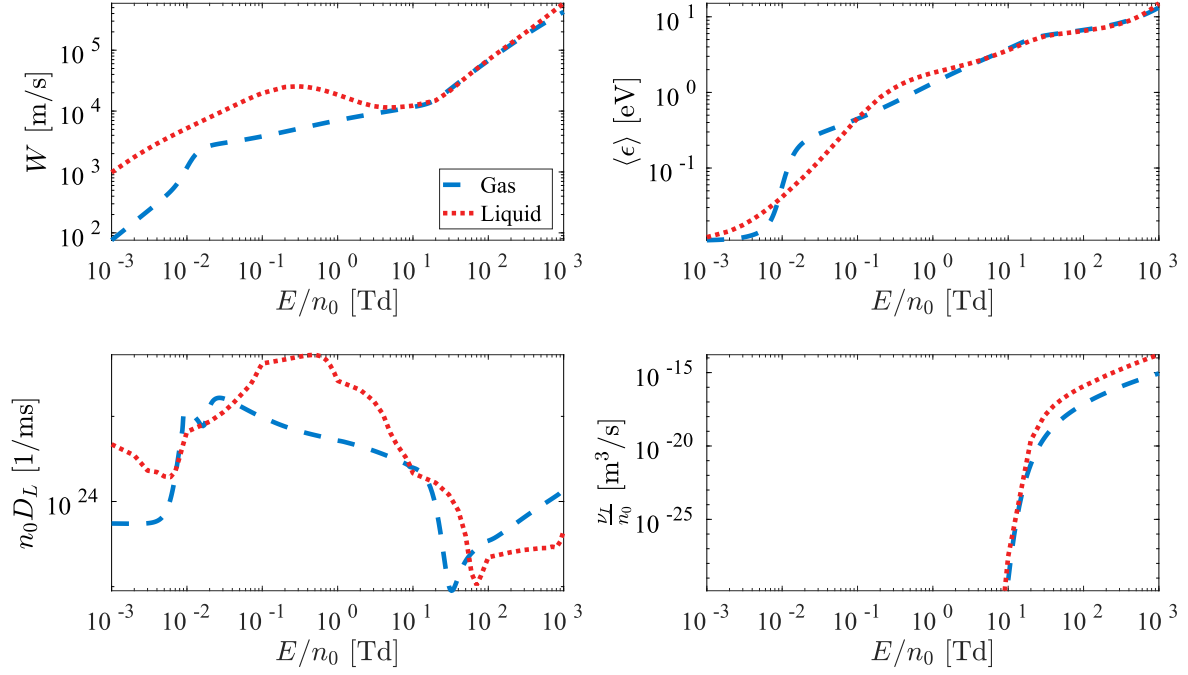 W [m/s]
10^5
10^4
10^3
10^2
Gas
Liquid
10^-3 10^-2 10^-1 10^0 10^1 10^2 10^3
E/n_0 [Td]
⟨ϵ⟩ [eV]
10^1
10^0
10^-1
10^-3 10^-2 10^-1 10^0 10^1 10^2 10^3
E/n_0 [Td]
n_0 D_L [1/ms]
10^24
10^-3 10^-2 10^-1 10^0 10^1 10^2 10^3
E/n_0 [Td]
ν_I/n_0 [m^3/s]
10^-15
10^-20
10^-25
10^-3 10^-2 10^-1 10^0 10^1 10^2 10^3
E/n_0 [Td]